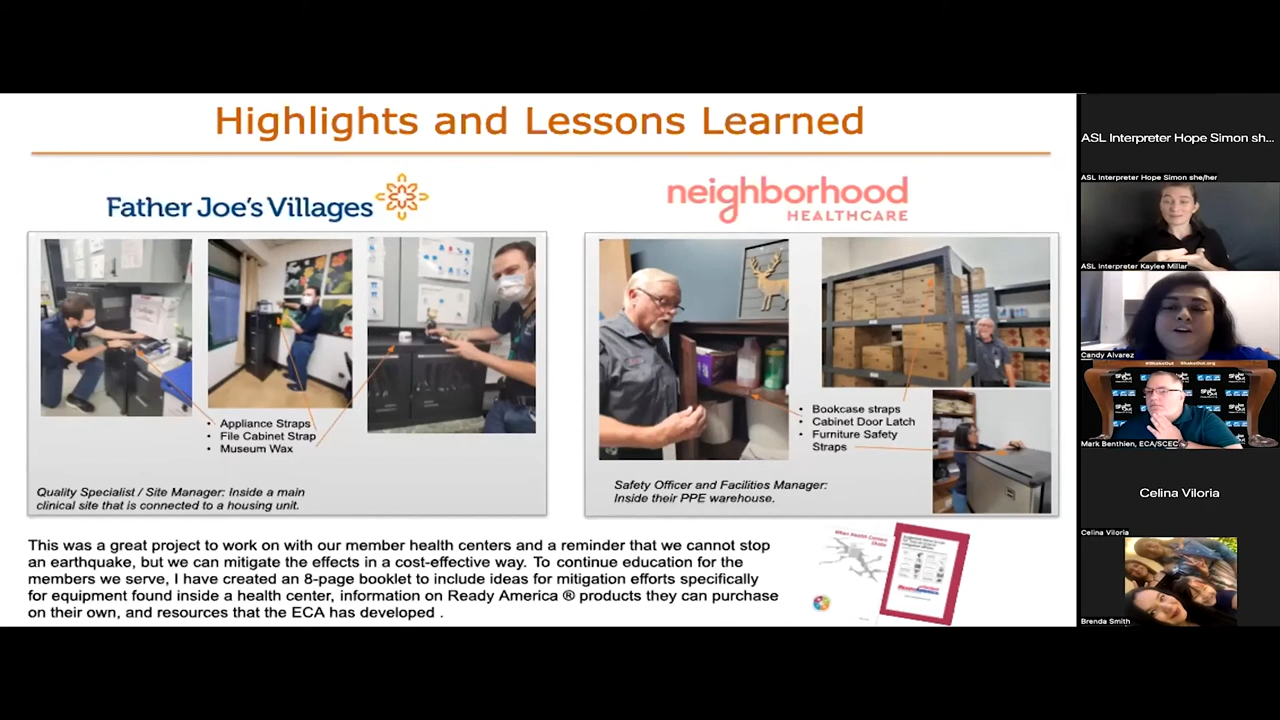 Highlights and Lessons Learned
Father Joe's Villages
neighborhood
HEALTHCARE
• Appliance Straps
• File Cabinet Strap
• Museum Wax
Quality Specialist / Site Manager: Inside a main
clinical site that is connected to a housing unit.
• Bookcase straps
• Cabinet Door Latch
• Furniture Safety
Straps
Safety Officer and Facilities Manager:
Inside their PPE warehouse.
This was a great project to work on with our member health centers and a reminder that we cannot stop
an earthquake, but we can mitigate the effects in a cost-effective way. To continue education for the
members we serve, I have created an 8-page booklet to include ideas for mitigation efforts specifically
for equipment found inside a health center, information on Ready America ® products they can purchase
on their own, and resources that the ECA has developed .
When Health Centers
Shake
ASL Interpreter Hope Simon sh...
ASL Interpreter Hope Simon she/her
ASL Interpreter Kaylee Millar
Candy Alvarez
#ShakeOut
ShakeOut.org
Mark Benthien, ECA/SCEC
Celina Viloria
Celina Viloria
Brenda Smith